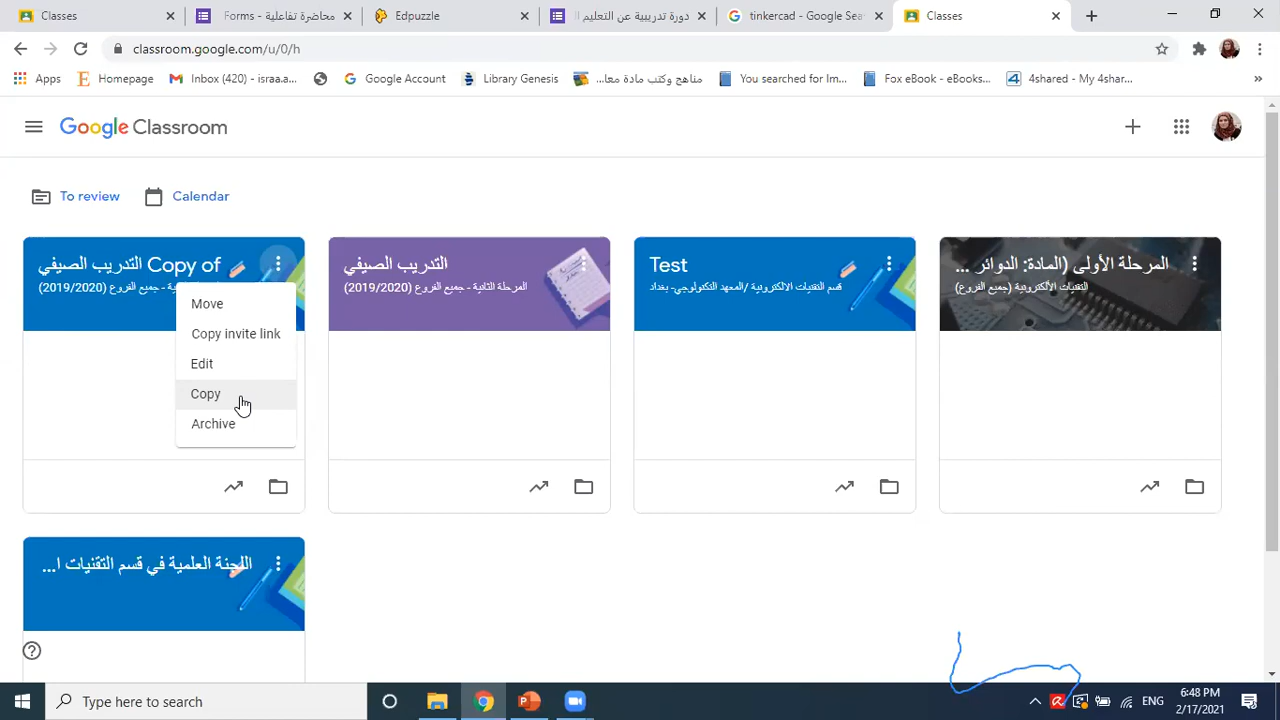 Classes
محاضرة تفاعلية - Forms
Edpuzzle
دورة تدريبية عن التعليم ال
tinkercad - Google Sea
Classes
classroom.google.com/u/0/h
Apps
Homepage
Inbox (420) - israa.a...
Google Account
Library Genesis
مناهج وكتب مادة معا...
You searched for Im...
Fox eBook - eBooks...
4shared - My 4shar...
Google Classroom
To review
Calendar
Copy of التدريب الصيفي
التدريب الصيفي
Test
المرحلة الأولى (المادة: الدوائر ...
المرحلة الثانية - جميع الفروع (2019/2020)
قسم التقنيات الالكترونية /المعهد التكنولوجي- بغداد
التقنيات الألكترونية (جميع الفروع)
Move
Copy invite link
Edit
Copy
Archive
اللجنة العلمية في قسم التقنيات ا...
Type here to search
ENG
6:48 PM
2/17/2021